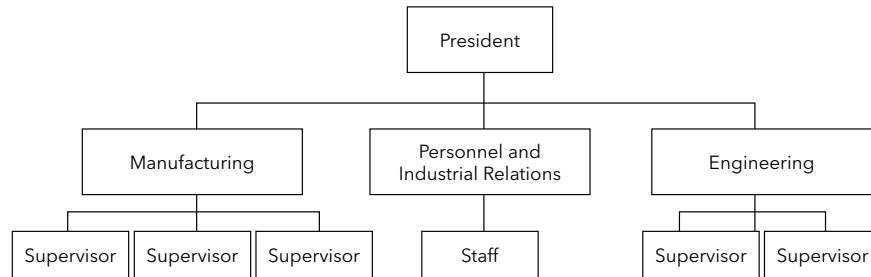 President
Manufacturing
Personnel and
Industrial Relations
Engineering
Supervisor
Supervisor
Supervisor
Staff
Supervisor
Supervisor